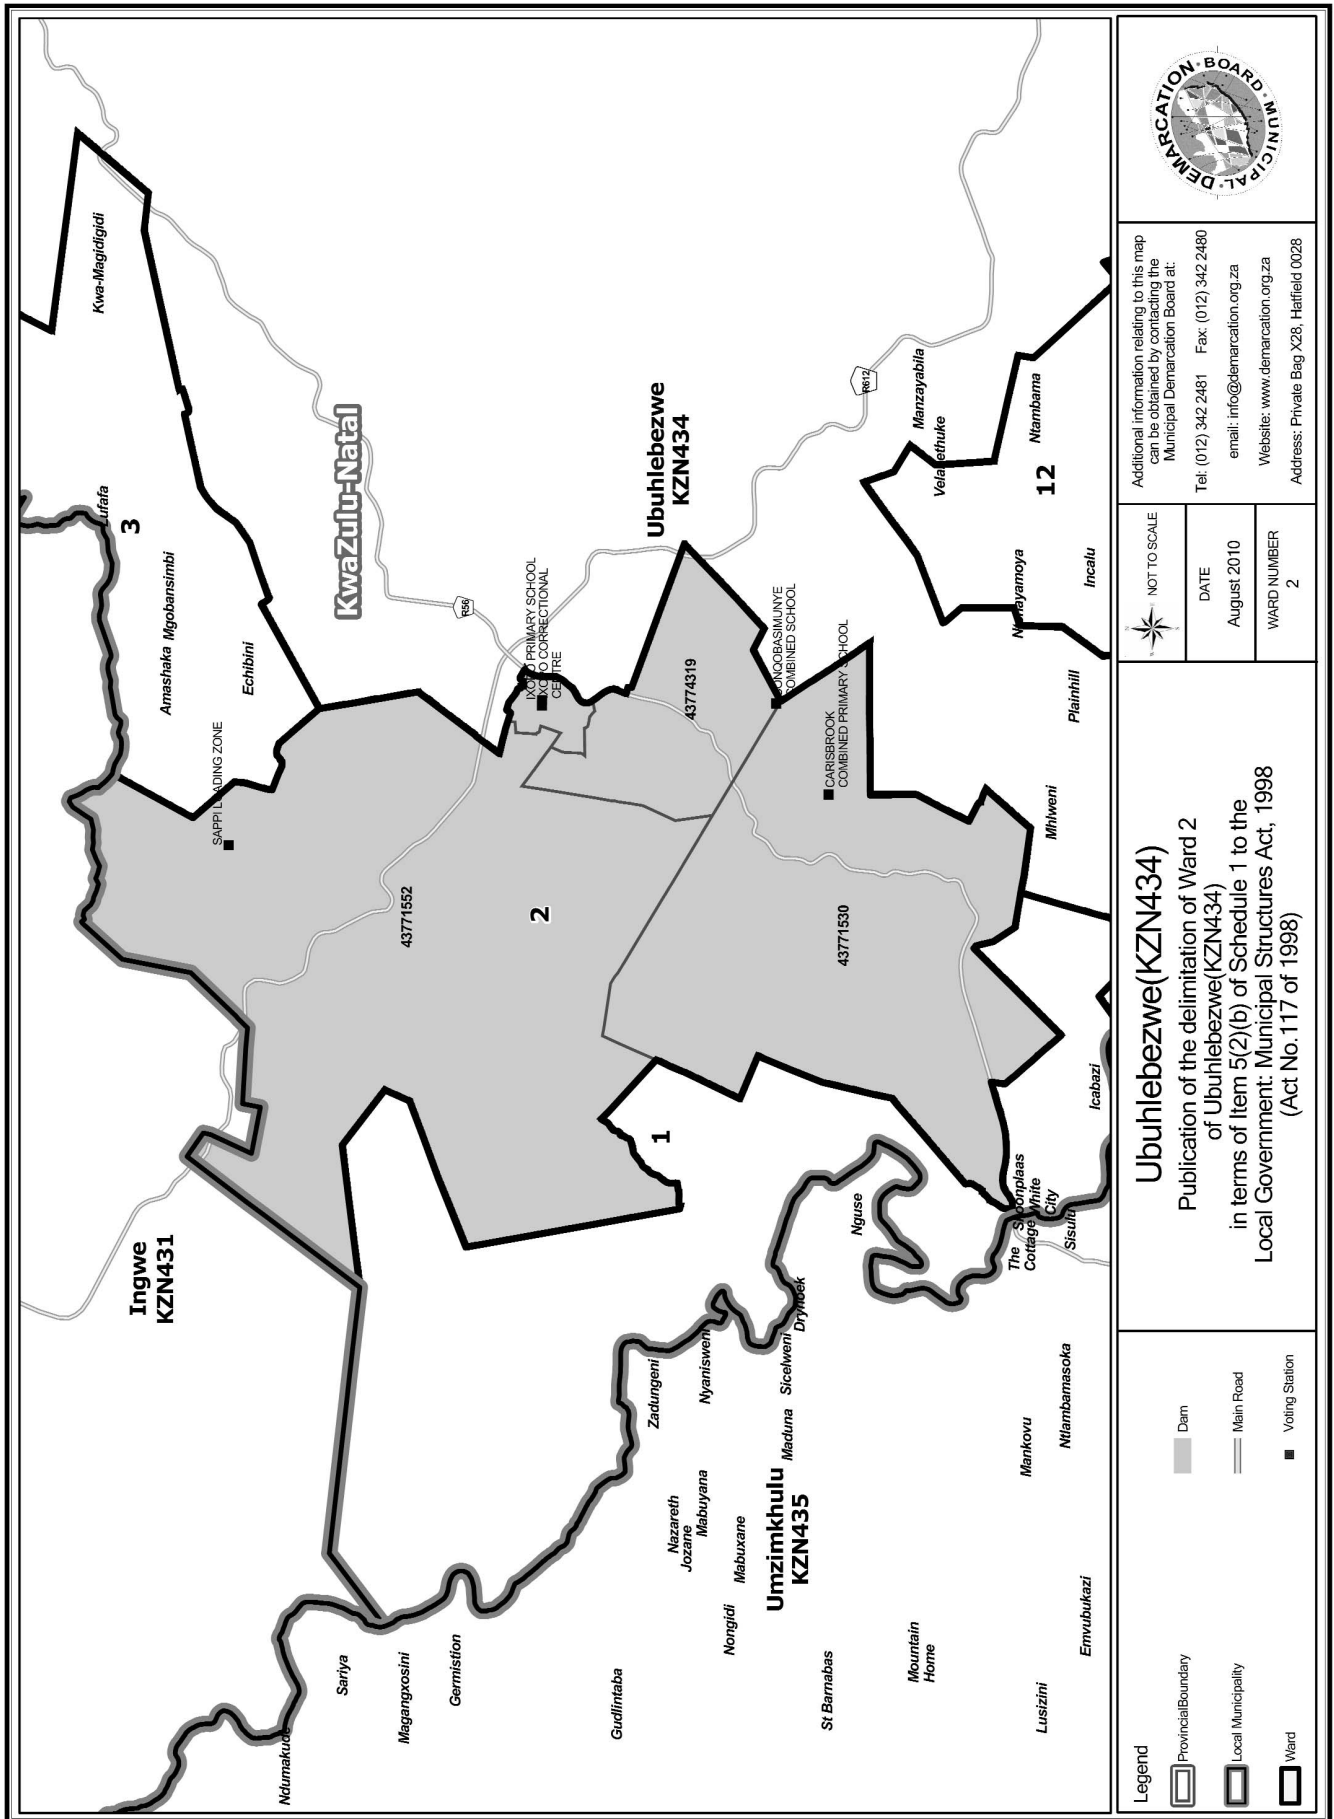 Ingwe
KZN431
KwaZulu-Natal
Ubuhlebezwe
KZN434
Umzimkhulu
KZN435
3
2
1
12
Kwa-Magidigidi
Lufafa
Amashaka Mgobansimbi
Echibini
SAPPI LOADING ZONE
43771552
R56
IXOPO PRIMARY SCHOOL
IXOPO CORRECTIONAL
CENTRE
43774319
COMBINED SCHOOL
CARISBROOK
COMBINED PRIMARY SCHOOL
43771530
R612
Manzayabila
Ntambama
Incalu
Plainhill
Mhlweni
Icabazi
Ndumakude
Sariya
Magangxosini
Germistion
Gudlintaba
Zadungeni
Nyanisweni
Nazareth
Jozane
Mabuyana
Mabuxane
Nongidi
Maduna
Sicelweni
Nguse
The
Cottage
White
City
Sisulu
St Barnabas
Mountain
Home
Mankovu
Ntlambamasoka
Emvubukazi
Lusizini
Legend
ProvincialBoundary
Local Municipality
Ward
Dam
Main Road
Voting Station
Ubuhlebezwe(KZN434)
Publication of the delimitation of Ward 2
of Ubuhlebezwe(KZN434)
in terms of Item 5(2)(b) of Schedule 1 to the
Local Government: Municipal Structures Act, 1998
(Act No.117 of 1998)
NOT TO SCALE
DATE
August 2010
WARD NUMBER
2
Additional information relating to this map
can be obtained by contacting the
Municipal Demarcation Board at:
Tel: (012) 342 2481 Fax: (012) 342 2480
email: info@demarcation.org.za
Website: www.demarcation.org.za
Address: Private Bag X28, Hatfield 0028
MUNICIPAL DEMARCATION BOARD